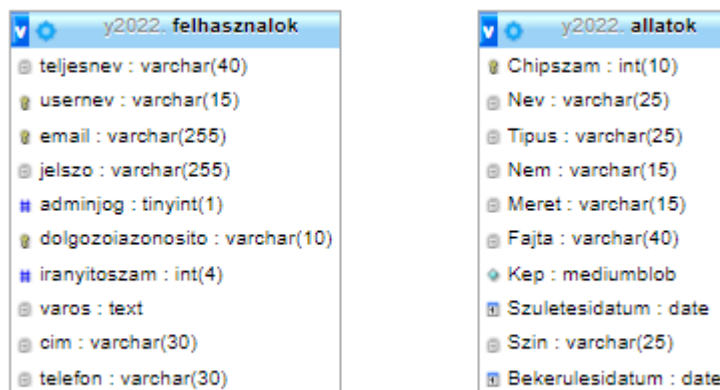 y2022. felhasznalok
teljesnev : varchar(40)
usernev : varchar(15)
email : varchar(255)
jelszo : varchar(255)
adminjog : tinyint(1)
dolgozoiazonosito : varchar(10)
iranyitoszam : int(4)
varos : text
cim : varchar(30)
telefon : varchar(30)
y2022. allatok
Chipszam : int(10)
Nev : varchar(25)
Tipus : varchar(25)
Nem : varchar(15)
Meret : varchar(15)
Fajta : varchar(40)
Kep : mediumblob
Szuletesidatum : date
Szin : varchar(25)
Bekerulesidatum : date